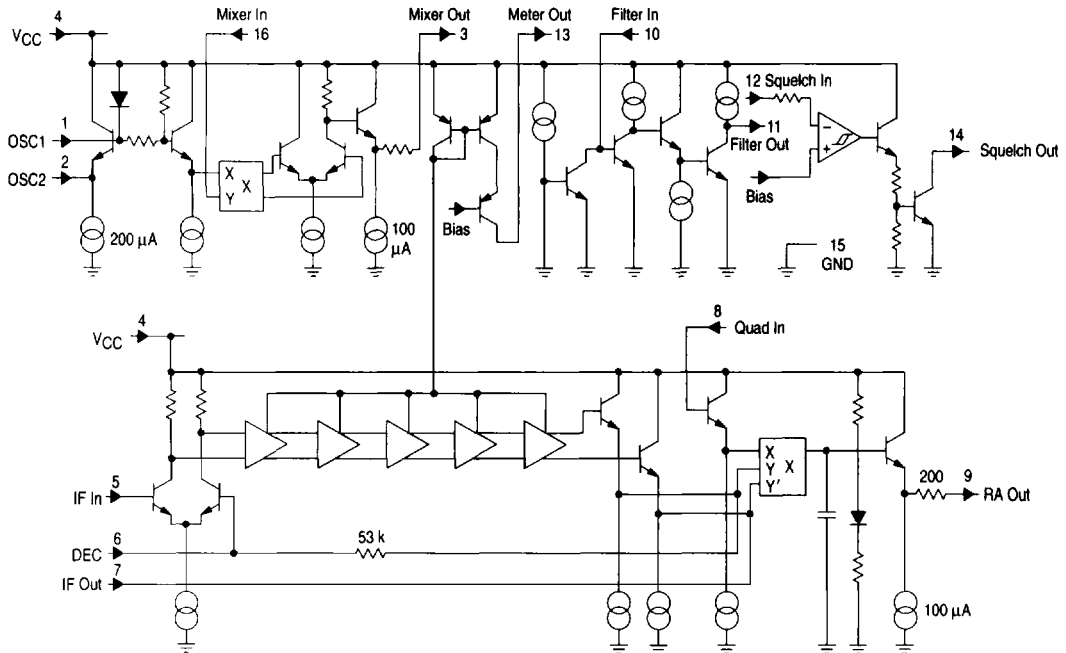 4
VCC
Mixer In
16
Mixer Out
3
Meter Out
13
Filter In
10
12 Squelch In
11
Filter Out
1
OSC1
2
OSC2
X
Y
X
200 µA
100
µA
Bias
−
+
Bias
14
Squelch Out
15
GND
4
VCC
8
Quad In
X
Y
Y'
X
5
IF In
6
DEC
53 k
7
IF Out
200
9
RA Out
100 µA